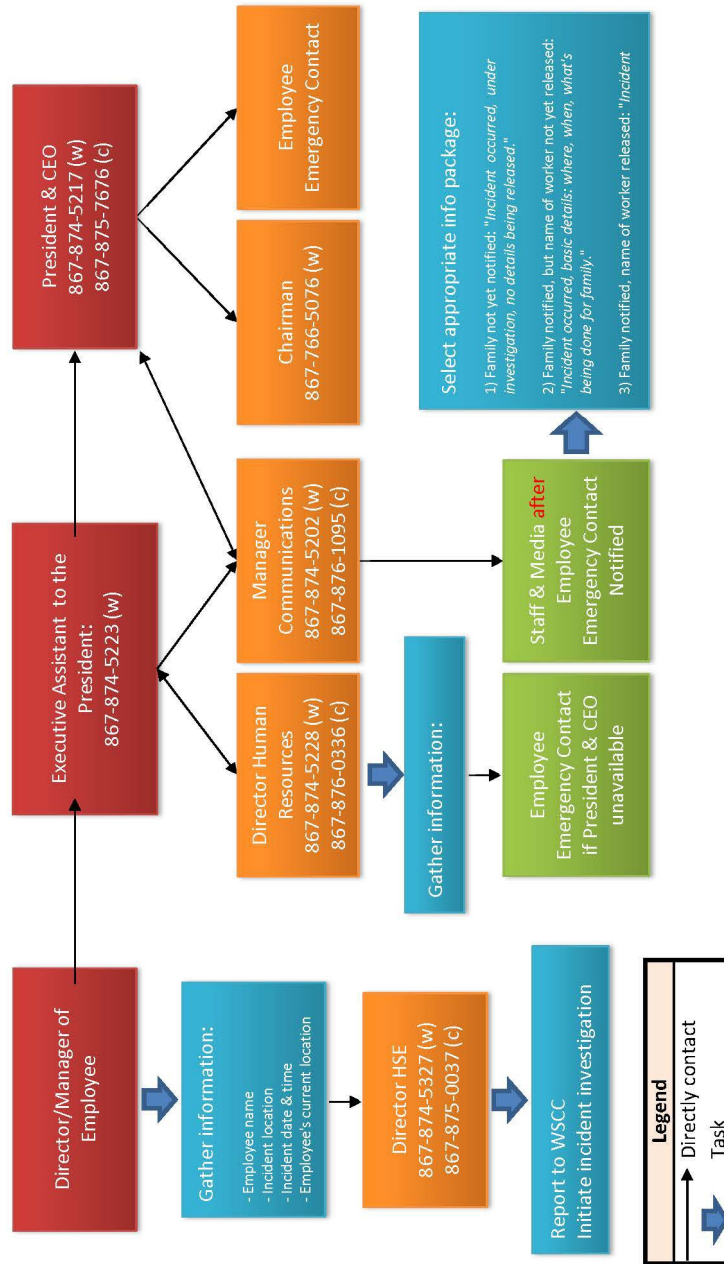 Director/Manager of
Employee
Executive Assistant to the
President:
867-874-5223 (w)
President & CEO
867-874-5217 (w)
867-875-7676 (c)
Gather information:
- Employee name
- Incident location
- Incident date & time
- Employee's current location
Director Human
Resources
867-874-5228 (w)
867-876-0336 (c)
Manager
Communications
867-874-5202 (w)
867-876-1095 (c)
Chairman
867-766-5076 (w)
Employee
Emergency Contact
Director HSE
867-874-5327 (w)
867-875-0037 (c)
Gather information:
Report to WSCC
Initiate incident investigation
Employee
Emergency Contact
if President & CEO
unavailable
Staff & Media after
Employee
Emergency Contact
Notified
Select appropriate info package:
1) Family not yet notified: "Incident occurred, under
investigation, no details being released."
2) Family notified, but name of worker not yet released:
"Incident occurred, basic details: where, when, what's
being done for family."
3) Family notified, name of worker released: "Incident
Legend
Directly contact
Task